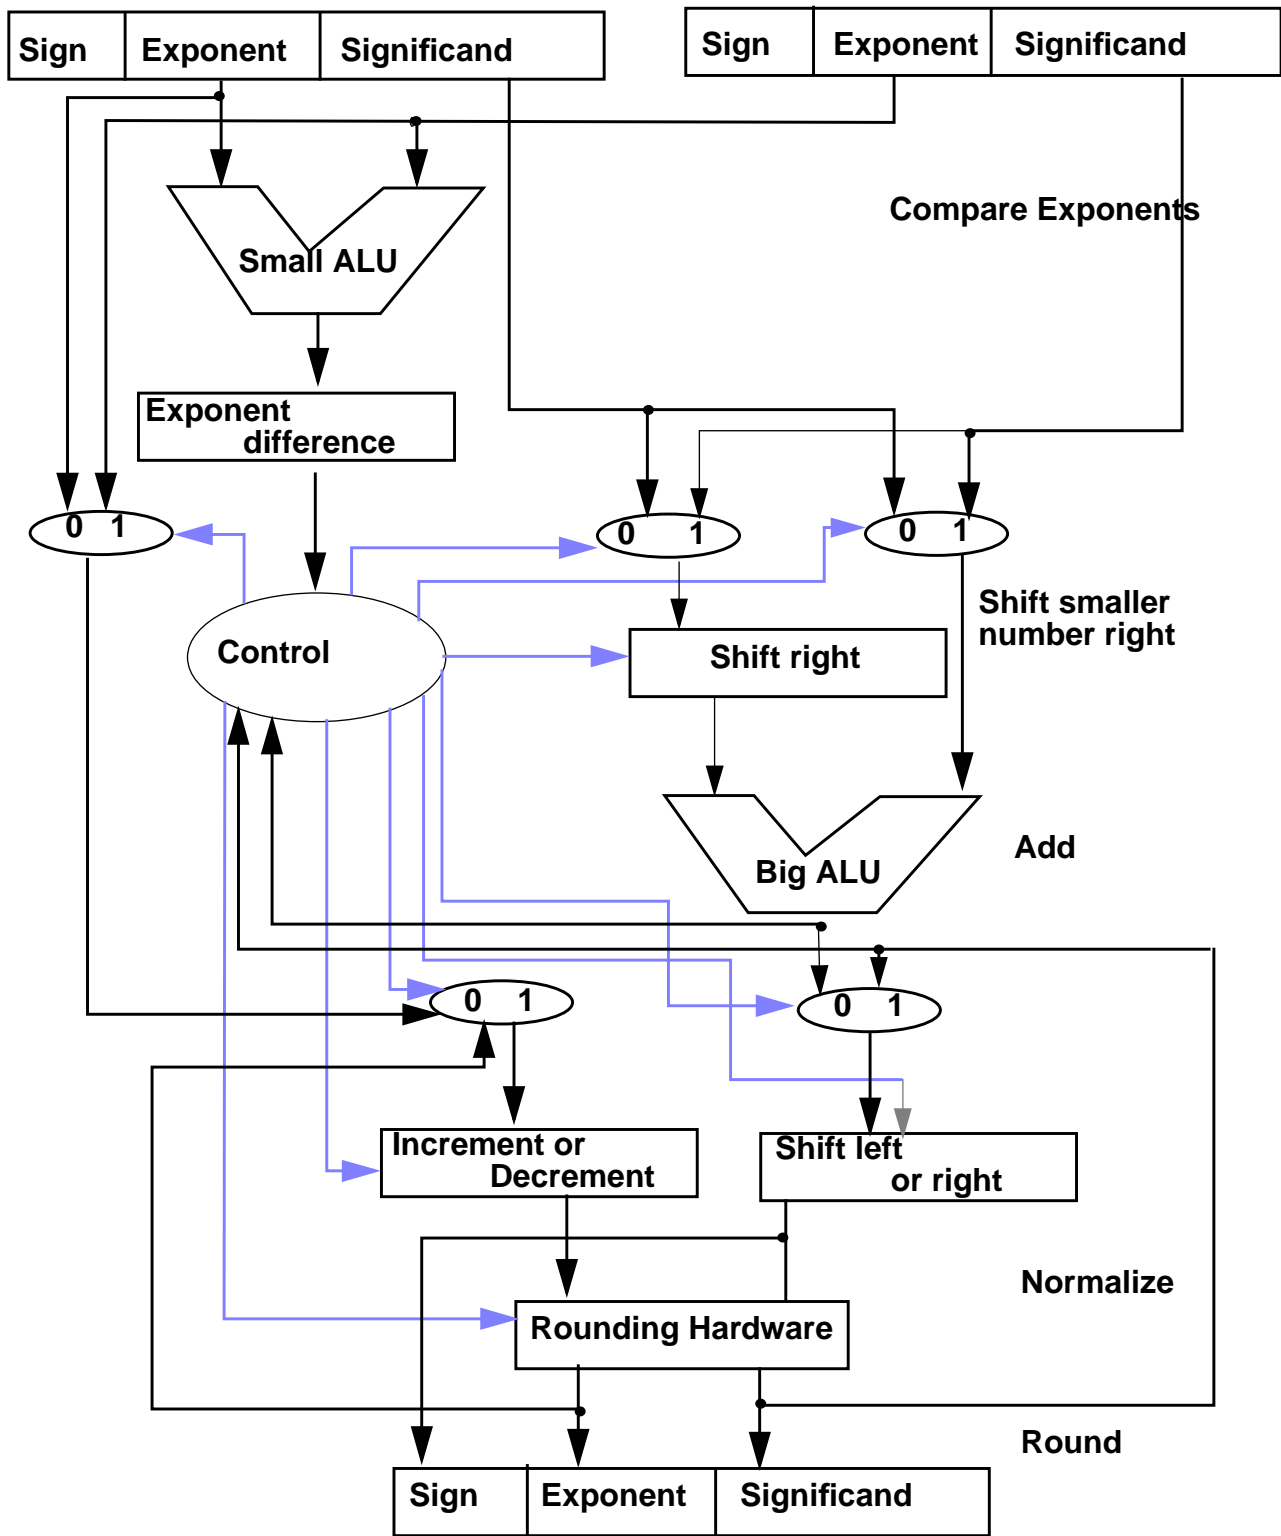 Sign Exponent Significand
Sign Exponent Significand
Compare Exponents
Small ALU
Exponent
difference
0 1
0 1
0 1
Shift smaller
number right
Control
Shift right
Add
Big ALU
0 1
0 1
Increment or
Decrement
Shift left
or right
Normalize
Rounding Hardware
Round
Sign Exponent Significand